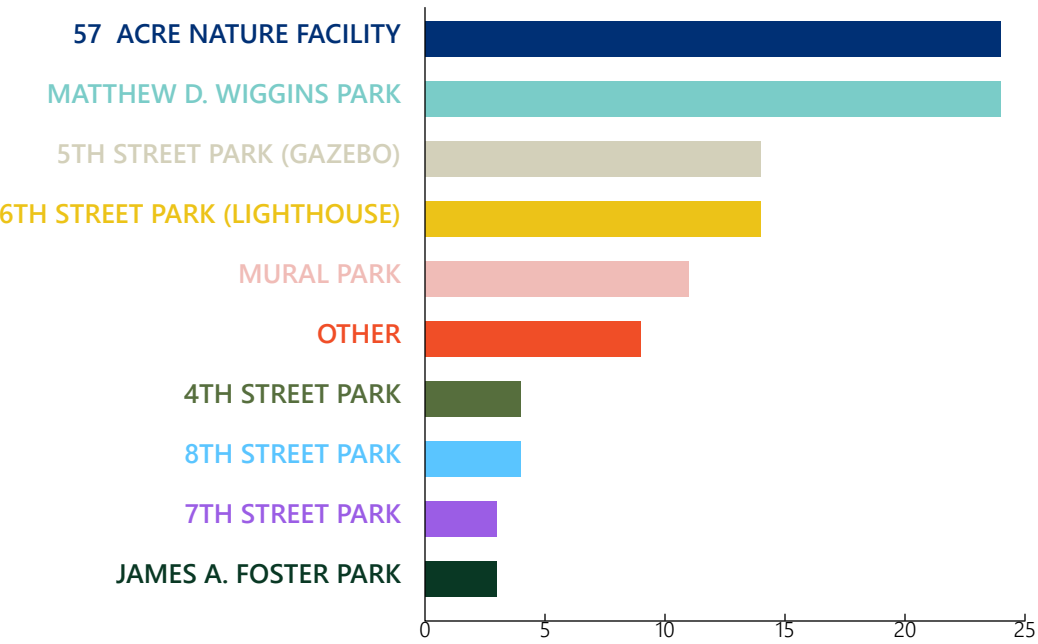 57 ACRE NATURE FACILITY
MATTHEW D. WIGGINS PARK
5TH STREET PARK (GAZEBO)
6TH STREET PARK (LIGHTHOUSE)
MURAL PARK
OTHER
4TH STREET PARK
8TH STREET PARK
7TH STREET PARK
JAMES A. FOSTER PARK
0 5 10 15 20 25